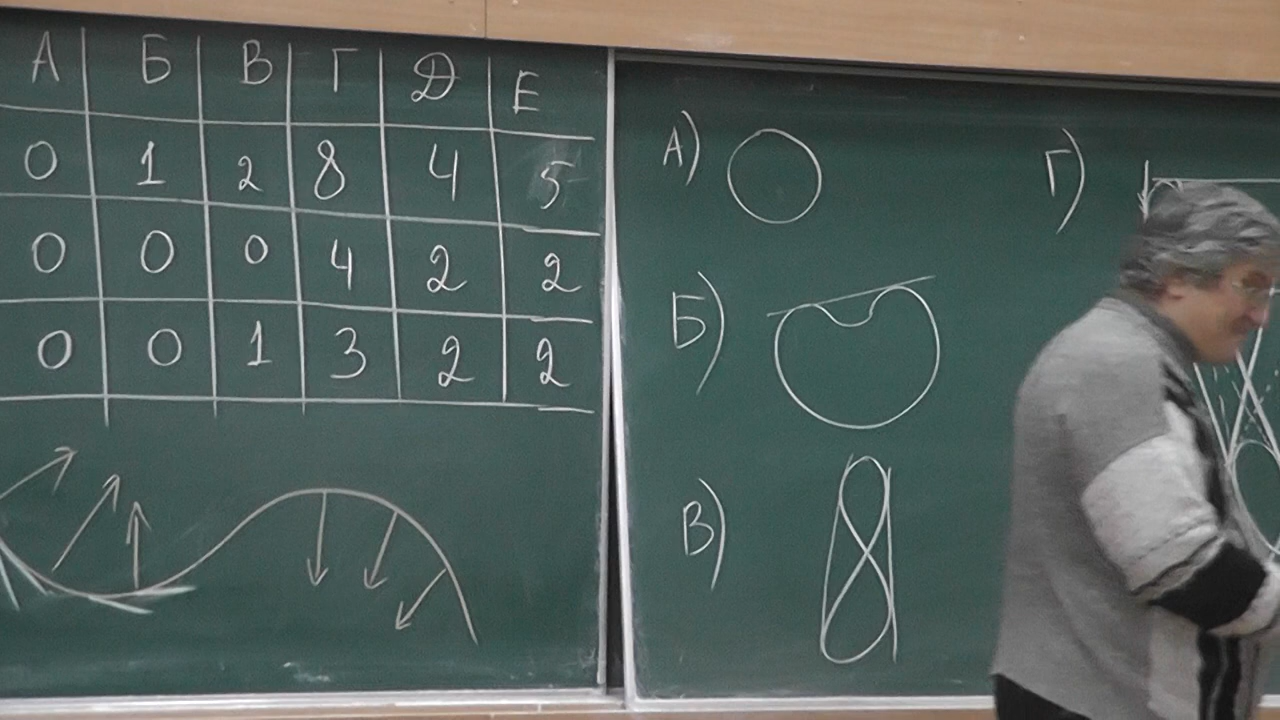 А Б В Г Д Е
0 1 2 8 4 5
0 0 0 4 2 2
0 0 1 3 2 2
А)
Б)
В)
Г)